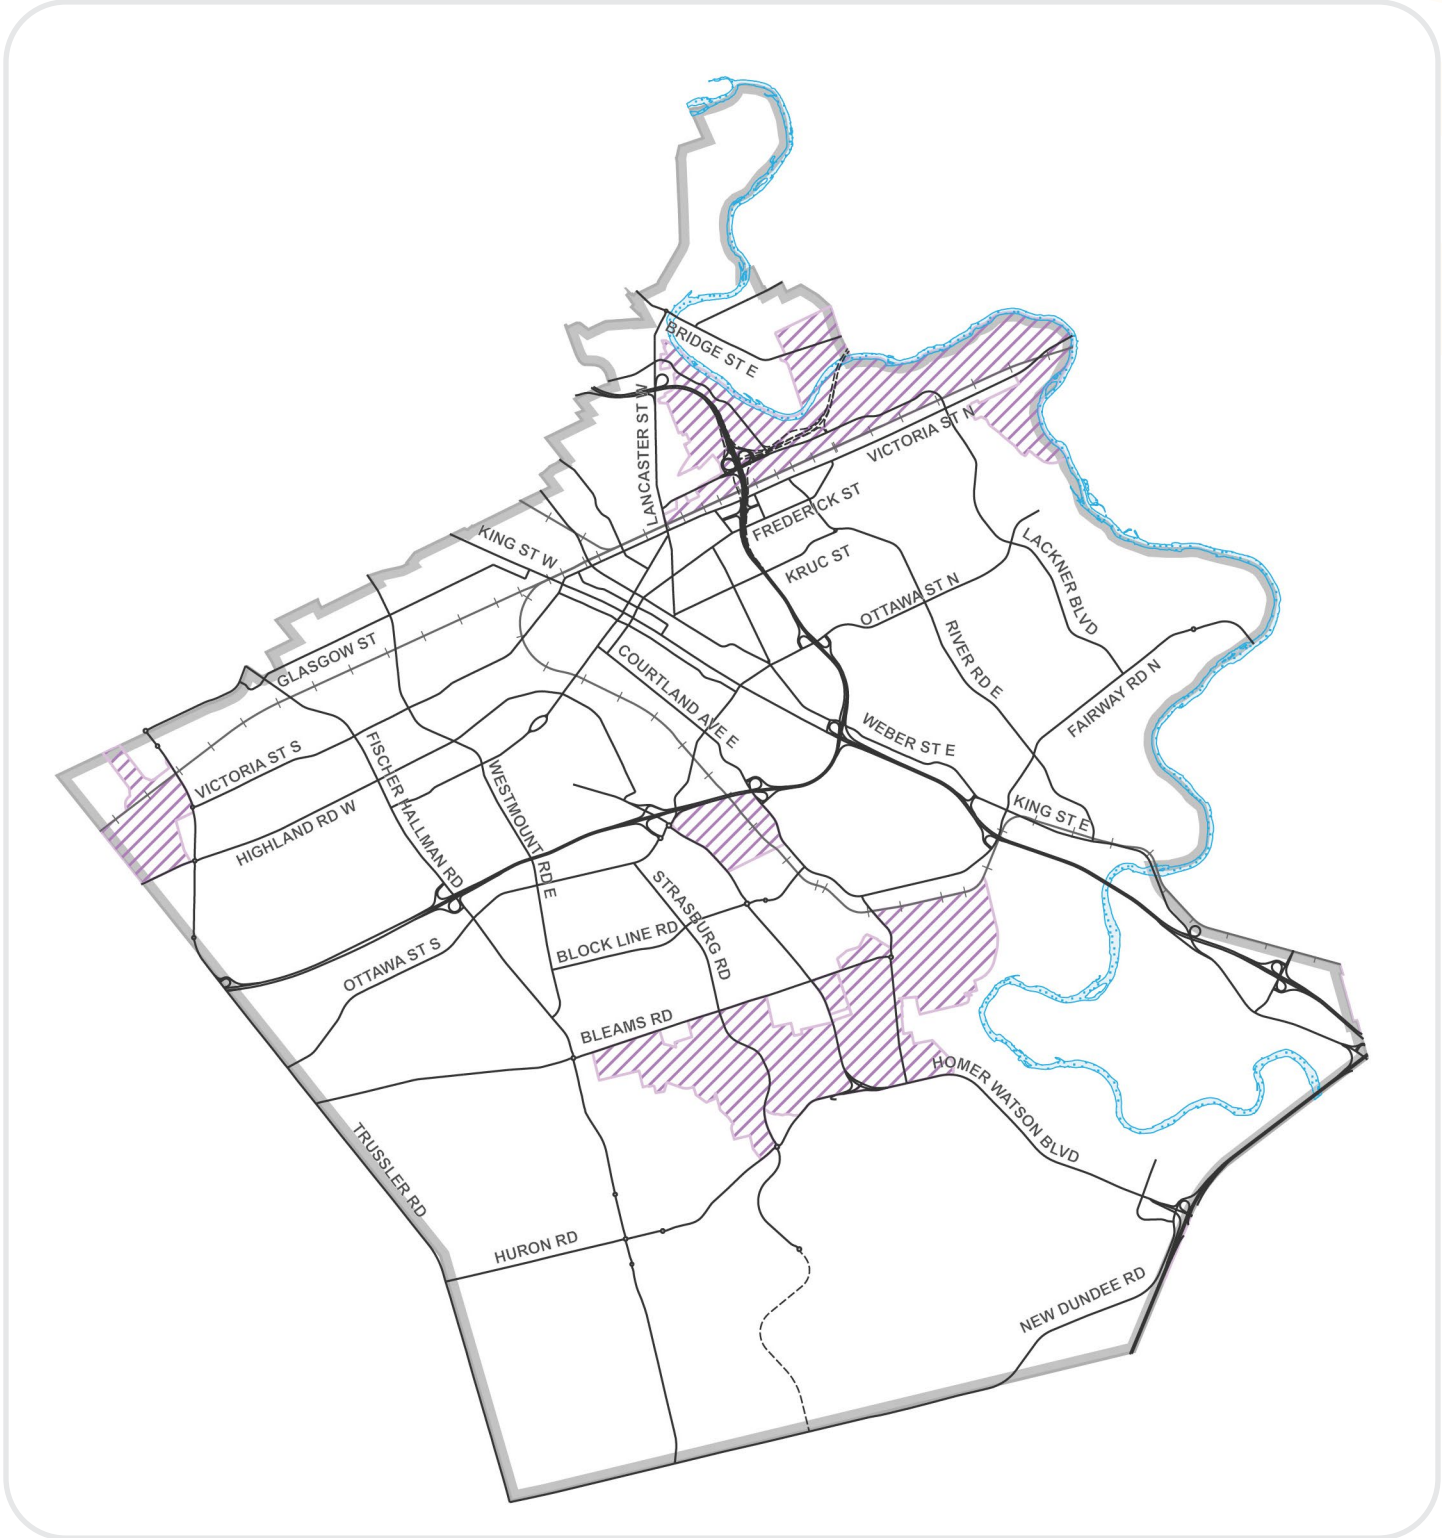 BRIDGE ST E
LANCASTER ST W
VICTORIA ST N
FREDERICK ST
KING ST W
KRUC ST
LACKNER BLVD
OTTAWA ST N
GLASGOW ST
RIVER RD E
COURTLAND AVE E
FAIRWAY RD N
WEBER ST E
VICTORIA ST S
FISCHER HALLMAN RD
WESTMOUNT RD E
HIGHLAND RD W
KING ST E
STRASBURG RD
BLOCK LINE RD
OTTAWA ST S
BLEAMS RD
HOMER WATSON BLVD
TRUSSLER RD
HURON RD
NEW DUNDEE RD